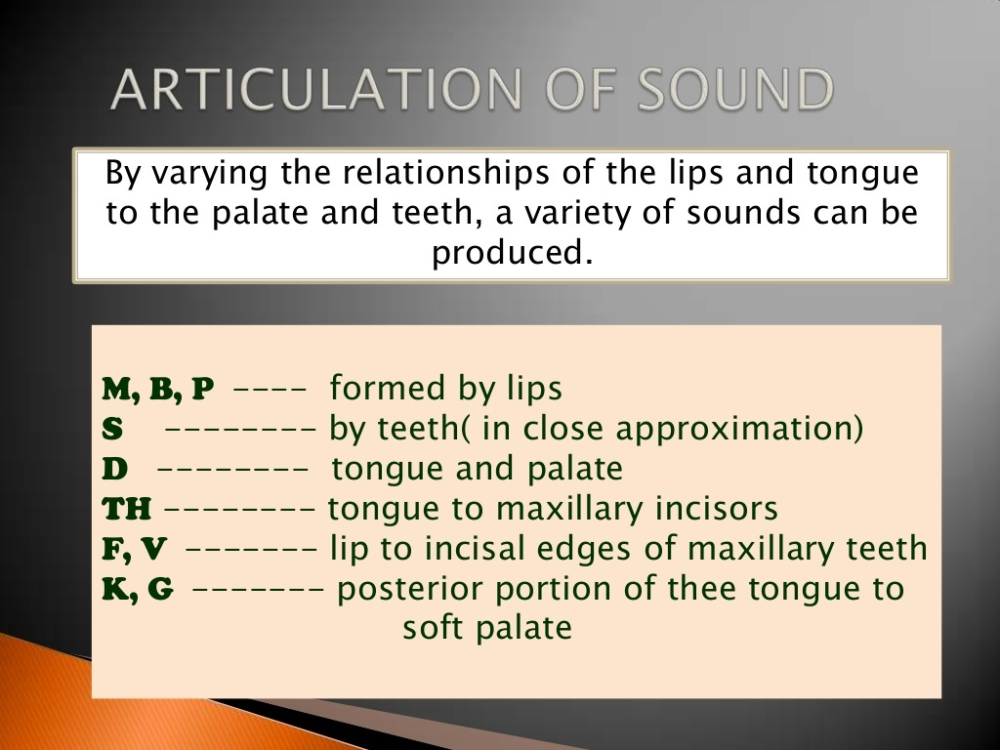 ARTICULATION OF SOUND
By varying the relationships of the lips and tongue
to the palate and teeth, a variety of sounds can be
produced.
M, B, P ---- formed by lips
S -------- by teeth( in close approximation)
D -------- tongue and palate
TH -------- tongue to maxillary incisors
F, V ------- lip to incisal edges of maxillary teeth
K, G ------- posterior portion of thee tongue to
soft palate